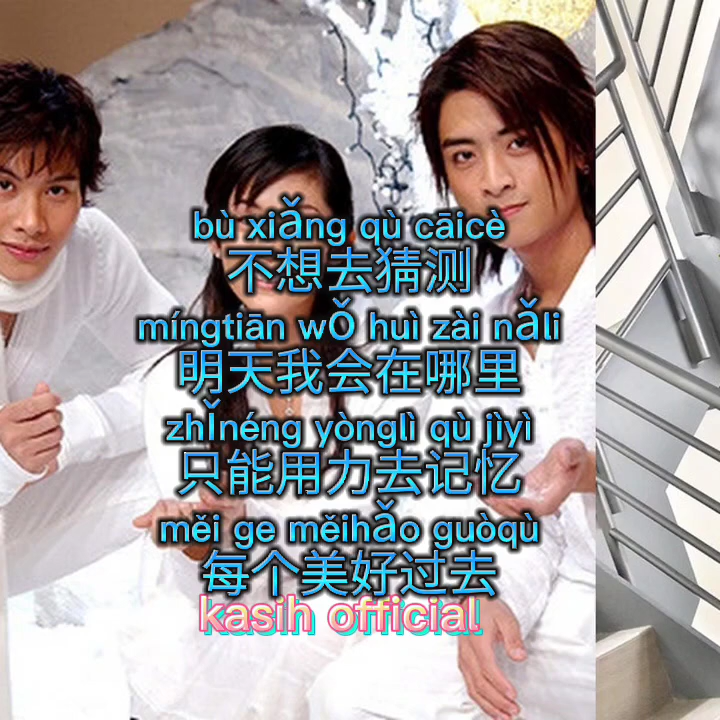 bù xiǎng qù cāicè
不想去猜测
míngtiān wǒ huì zài nǎli
明天我会在哪里
zhǐnéng yònglì qù jìyì
只能用力去记忆
měi ge měihǎo guòqù
每个美好过去
kasih official